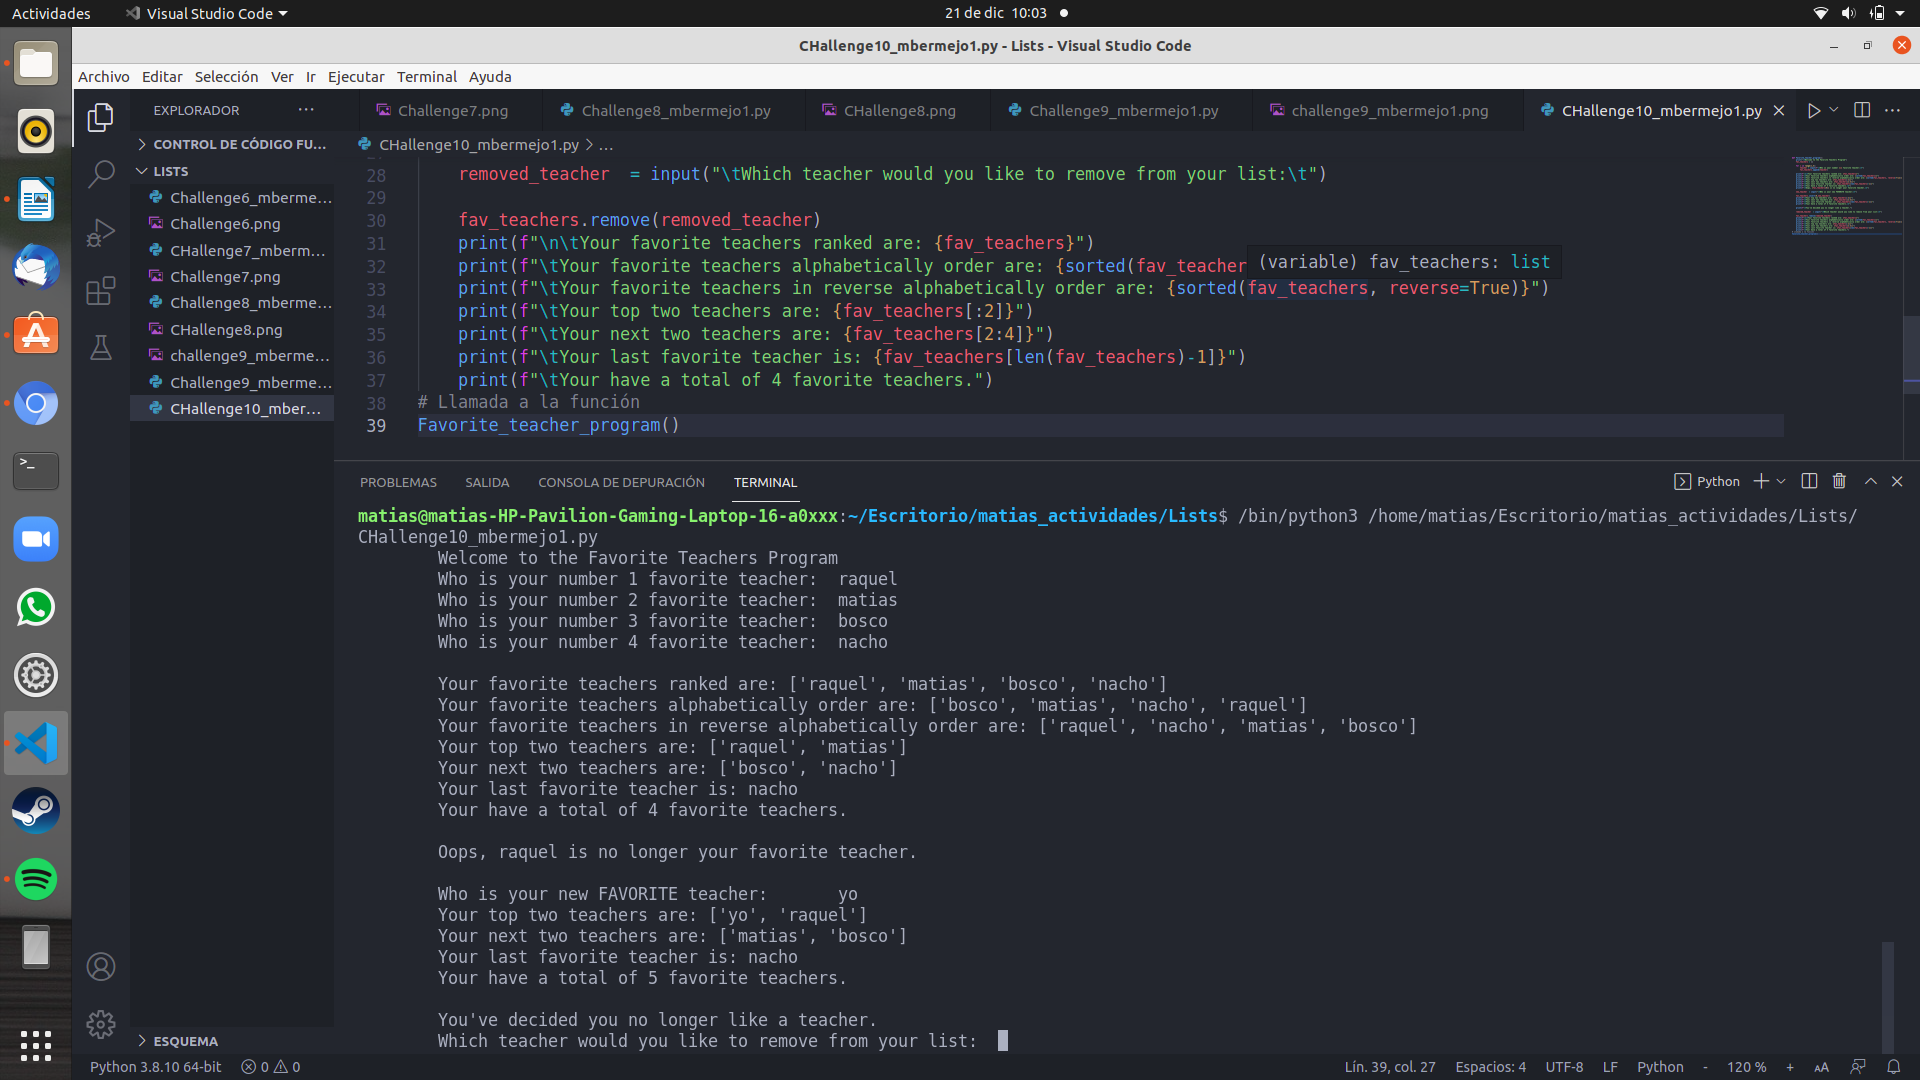 Actividades
Visual Studio Code
21 de dic 10:03
CHallenge10_mbermejo1.py - Lists - Visual Studio Code
Archivo Editar Selección Ver Ir Ejecutar Terminal Ayuda
EXPLORADOR
Challenge7.png
Challenge8_mbermejo1.py
CHallenge8.png
Challenge9_mbermejo1.py
challenge9_mbermejo1.png
CHallenge10_mbermejo1.py
CONTROL DE CÓDIGO FU...
LISTS
Challenge6_mberme...
Challenge6.png
CHallenge7_mberm...
Challenge7.png
Challenge8_mberme...
CHallenge8.png
challenge9_mberme...
Challenge9_mberme...
CHallenge10_mber...
ESQUEMA
CHallenge10_mbermejo1.py > ...
28 removed_teacher  = input("\tWhich teacher would you like to remove from your list:\t")
29
30 fav_teachers.remove(removed_teacher)
31 print(f"\n\tYour favorite teachers ranked are: {fav_teachers}")
32 print(f"\tYour favorite teachers alphabetically order are: {sorted(fav_teacher
(variable) fav_teachers: list
33 print(f"\tYour favorite teachers in reverse alphabetically order are: {sorted(fav_teachers, reverse=True)}")
34 print(f"\tYour top two teachers are: {fav_teachers[:2]}")
35 print(f"\tYour next two teachers are: {fav_teachers[2:4]}")
36 print(f"\tYour last favorite teacher is: {fav_teachers[len(fav_teachers)-1]}")
37 print(f"\tYour have a total of 4 favorite teachers.")
38 # Llamada a la función
39 Favorite_teacher_program()
PROBLEMAS SALIDA CONSOLA DE DEPURACIÓN TERMINAL
Python
matias@matias-HP-Pavilion-Gaming-Laptop-16-a0xxx:~/Escritorio/matias_actividades/Lists$ /bin/python3 /home/matias/Escritorio/matias_actividades/Lists/
CHallenge10_mbermejo1.py
Welcome to the Favorite Teachers Program
Who is your number 1 favorite teacher:  raquel
Who is your number 2 favorite teacher:  matias
Who is your number 3 favorite teacher:  bosco
Who is your number 4 favorite teacher:  nacho
Your favorite teachers ranked are: ['raquel', 'matias', 'bosco', 'nacho']
Your favorite teachers alphabetically order are: ['bosco', 'matias', 'nacho', 'raquel']
Your favorite teachers in reverse alphabetically order are: ['raquel', 'nacho', 'matias', 'bosco']
Your top two teachers are: ['raquel', 'matias']
Your next two teachers are: ['bosco', 'nacho']
Your last favorite teacher is: nacho
Your have a total of 4 favorite teachers.
Oops, raquel is no longer your favorite teacher.
Who is your new FAVORITE teacher:       yo
Your top two teachers are: ['yo', 'raquel']
Your next two teachers are: ['matias', 'bosco']
Your last favorite teacher is: nacho
Your have a total of 5 favorite teachers.
You've decided you no longer like a teacher.
Which teacher would you like to remove from your list:
Python 3.8.10 64-bit
0 0
Lín. 39, col. 27
Espacios: 4
UTF-8
LF
Python
- 120 % +